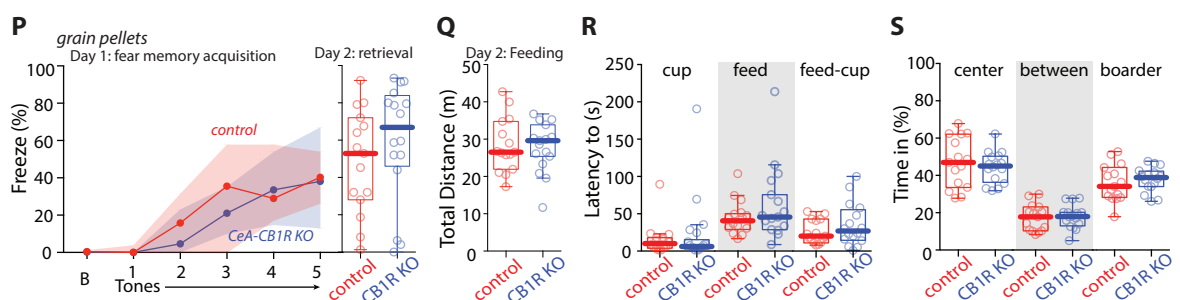 P
grain pellets
Day 1: fear memory acquisition
Freeze (%)
100
80
60
40
20
0
control
CeA-CB1R KO
B
1
2
3
4
5
Tones
Day 2: retrieval
control
CB1R KO
Q
Day 2: Feeding
Total Distance (m)
50
40
30
20
10
0
control
CB1R KO
R
Latency to (s)
250
200
150
100
50
0
cup
feed
feed-cup
control
CB1R KO
control
CB1R KO
control
CB1R KO
S
Time in (%)
100
80
60
40
20
0
center
between
boarder
control
CB1R KO
control
CB1R KO
control
CB1R KO